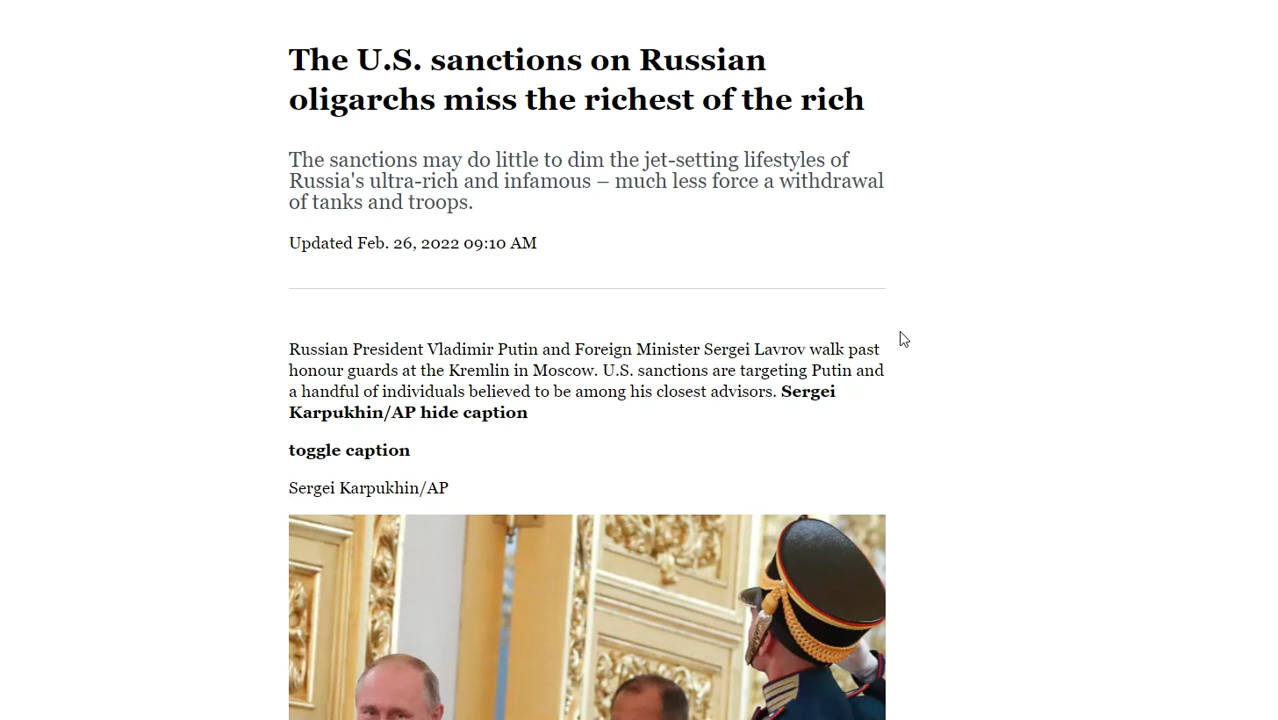 The U.S. sanctions on Russian
oligarchs miss the richest of the rich
The sanctions may do little to dim the jet-setting lifestyles of
Russia's ultra-rich and infamous – much less force a withdrawal
of tanks and troops.
Updated Feb. 26, 2022 09:10 AM
Russian President Vladimir Putin and Foreign Minister Sergei Lavrov walk past
honour guards at the Kremlin in Moscow. U.S. sanctions are targeting Putin and
a handful of individuals believed to be among his closest advisors. Sergei
Karpukhin/AP hide caption
toggle caption
Sergei Karpukhin/AP